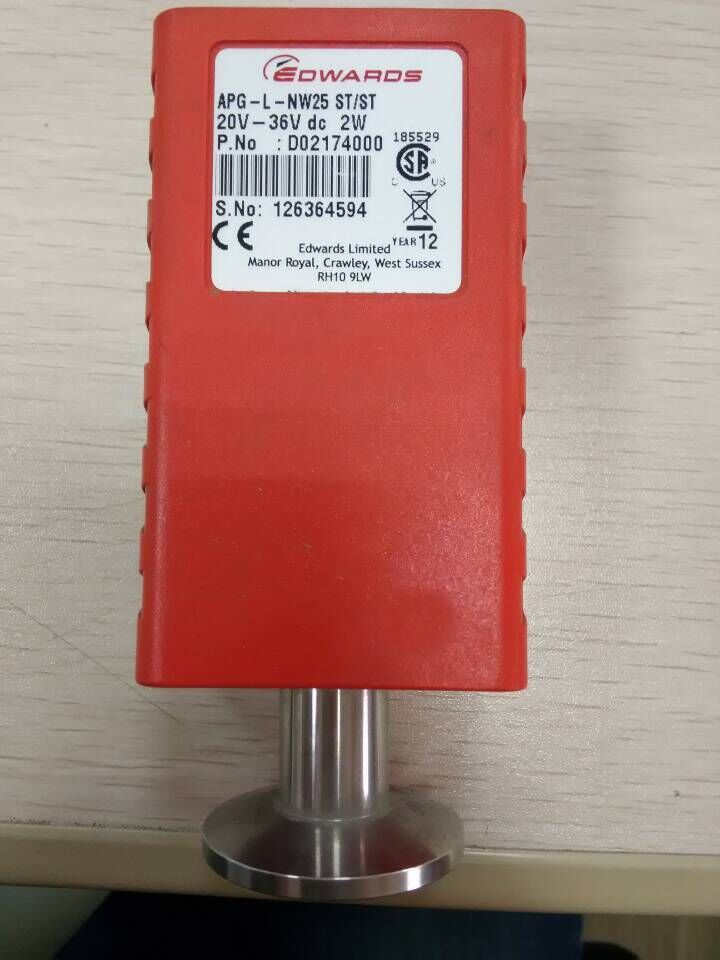 EDWARDS
APG-L-NW25 ST/ST
20V-36V dc 2W
P.No : D02174000
185529
SA
®
C US
S.No: 126364594
CE
YEAR 12
Edwards Limited
Manor Royal, Crawley, West Sussex
RH10 9LW